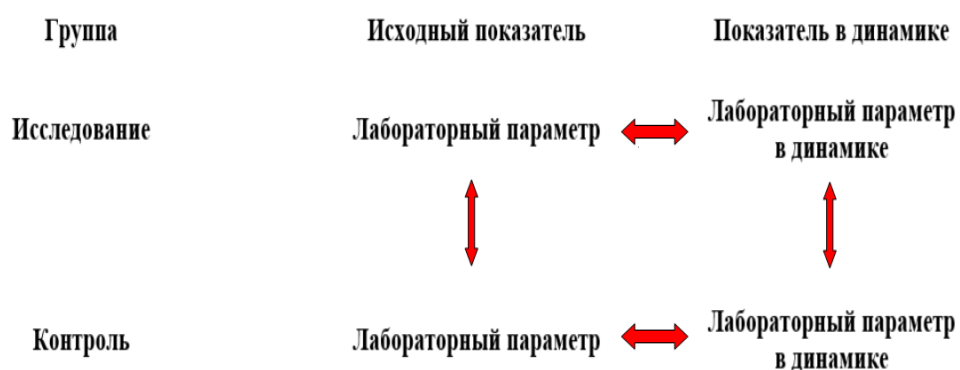 Группа Исходный показатель Показатель в динамике
Исследование Лабораторный параметр Лабораторный параметр
в динамике
Контроль Лабораторный параметр Лабораторный параметр
в динамике